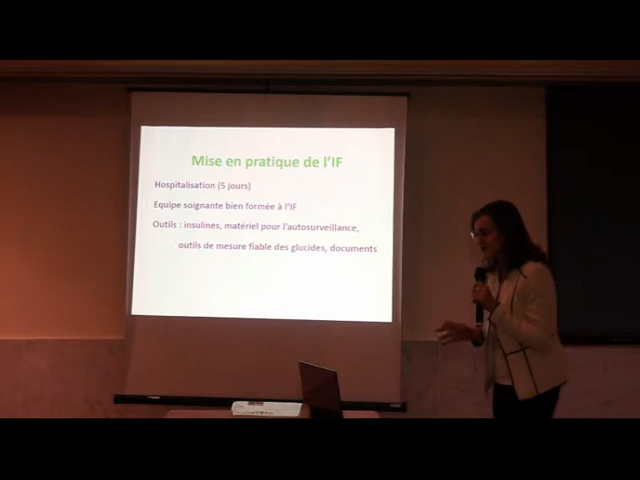 Mise en pratique de l'IF
Hospitalisation (5 jours)
Equipe soignante bien formée à l'IF
Outils : insulines, matériel pour l'autosurveillance,
outils de mesure fiable des glucides, documents